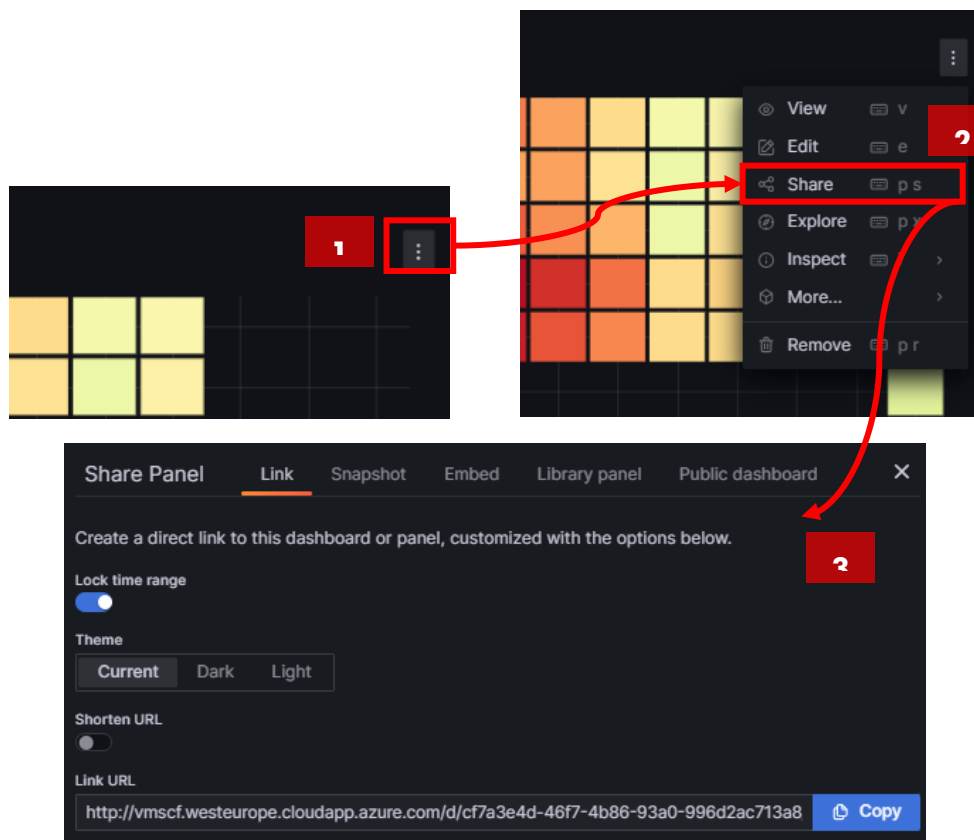 1
2
View v
Edit e
Share p s
Explore p x
Inspect
More...
Remove p r
Share Panel Link Snapshot Embed Library panel Public dashboard
Create a direct link to this dashboard or panel, customized with the options below.
3
Lock time range
Theme
Current Dark Light
Shorten URL
Link URL
http://vmscf.westeurope.cloudapp.azure.com/d/cf7a3e4d-46f7-4b86-93a0-996d2ac713a8 Copy